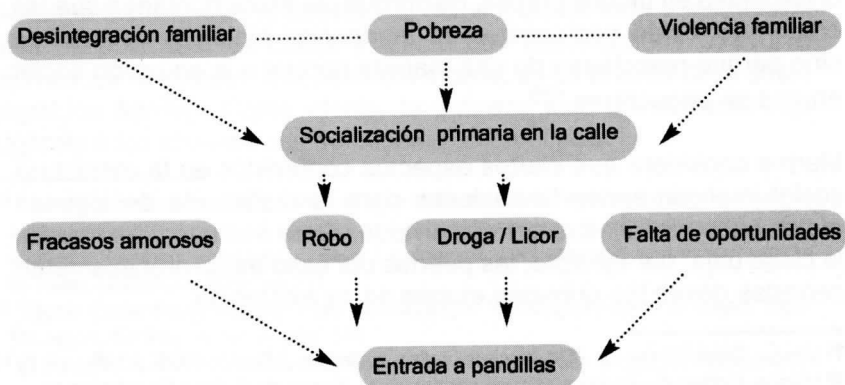 Desintegración familiar
Pobreza
Violencia familiar
Socialización primaria en la calle
Fracasos amorosos
Robo
Droga / Licor
Falta de oportunidades
Entrada a pandillas